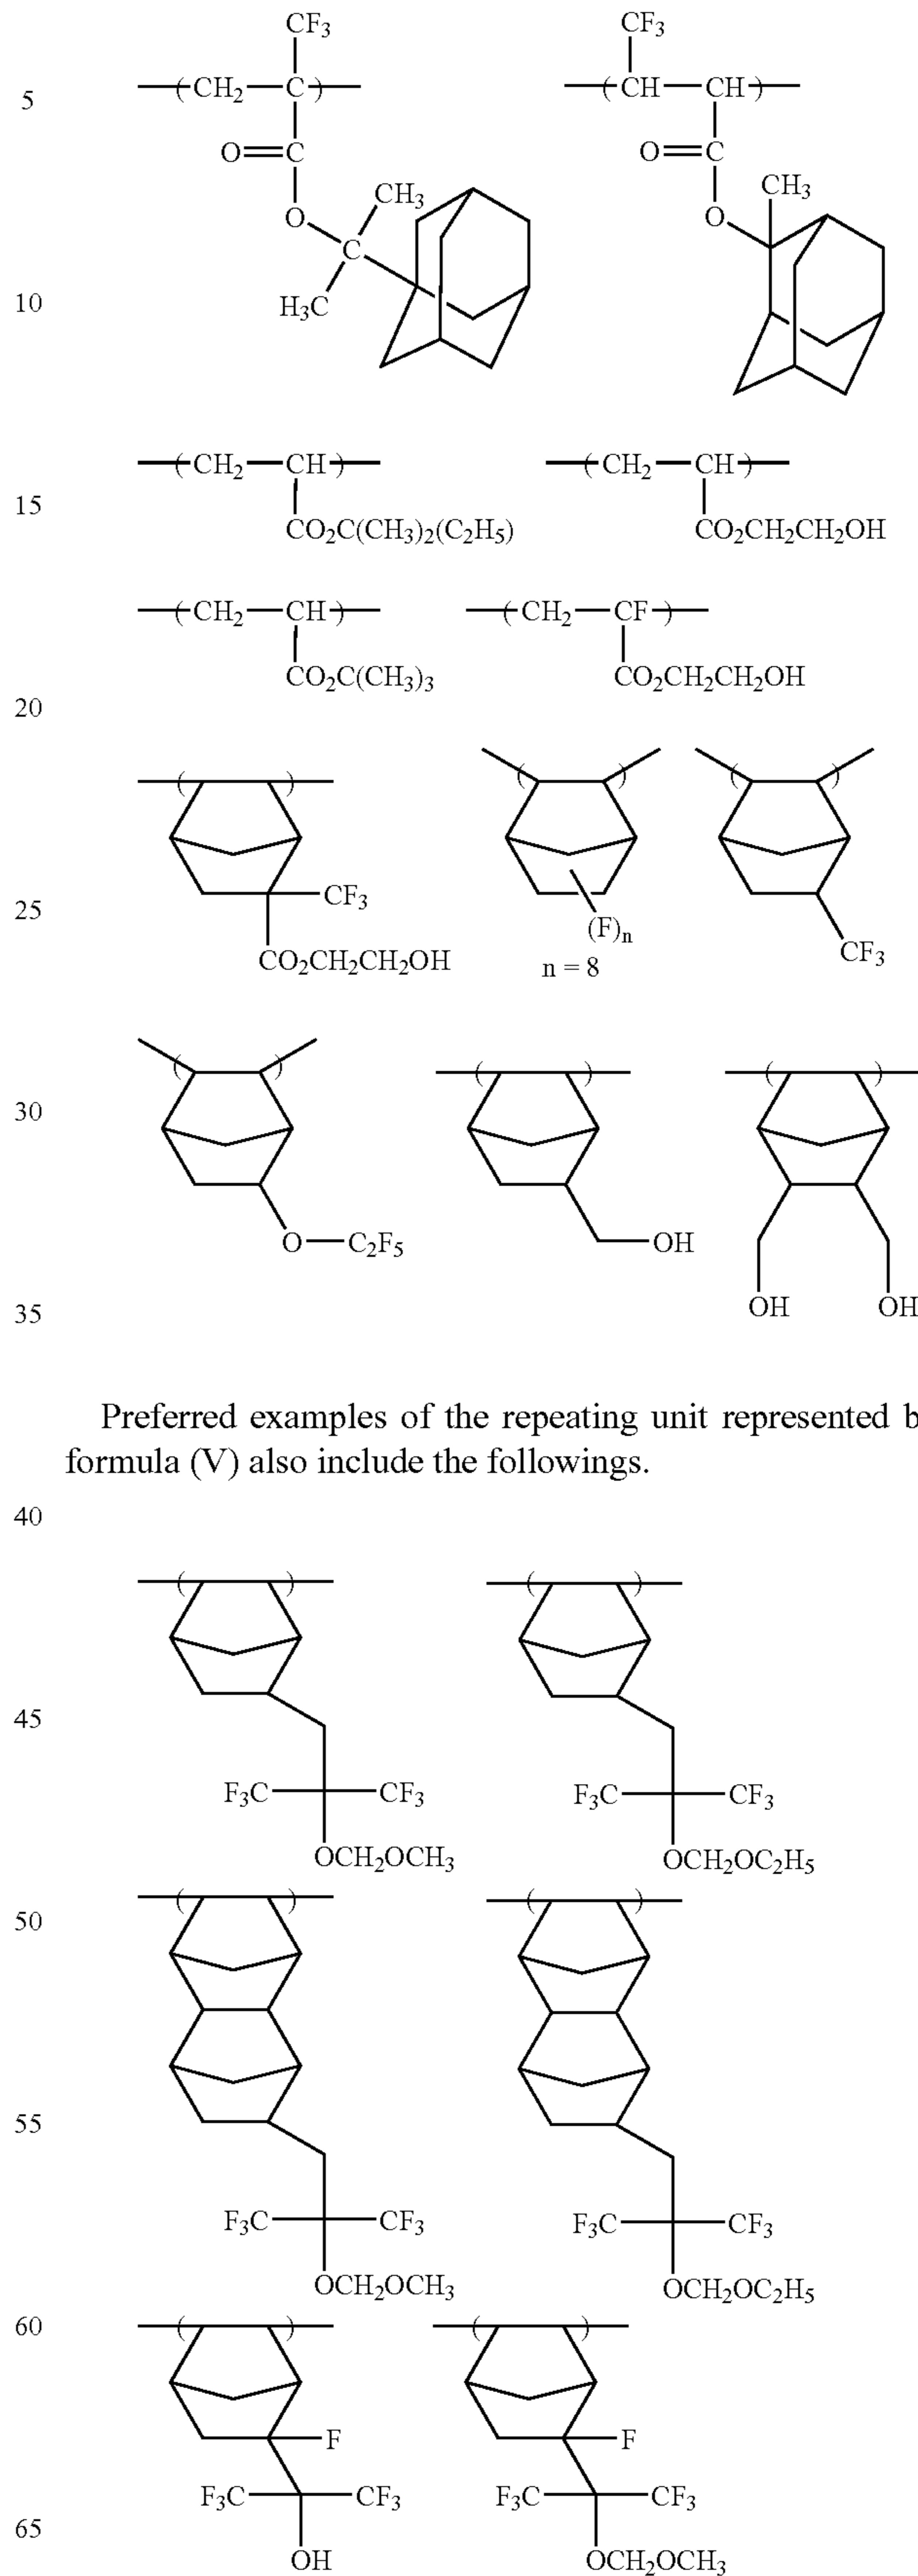 CF₃ CF₃
5 —(CH₂—C)— —(CH—CH)—
O=C O=C
CH₃ CH₃
O O
C
10 H₃C
—(CH₂—CH)— —(CH₂—CH)—
15 CO₂C(CH₃)₂(C₂H₅) CO₂CH₂CH₂OH
—(CH₂—CH)— —(CH₂—CF)—
CO₂C(CH₃)₃ CO₂CH₂CH₂OH
20
( ) ( ) ( )
CF₃
25 (F)ₙ
CF₃
CO₂CH₂CH₂OH n = 8
( ) ( ) ( )
30
O—C₂F₅ OH
35 OH OH
Preferred examples of the repeating unit represented b
formula (V) also include the followings.
40
( ) ( )
45
F₃C CF₃ F₃C CF₃
OCH₂OCH₃ OCH₂OC₂H₅
50 ( ) ( )
55
F₃C CF₃ F₃C CF₃
OCH₂OCH₃ OCH₂OC₂H₅
60 ( ) ( )
F F
F₃C CF₃ F₃C CF₃
65
OH OCH₂OCH₃